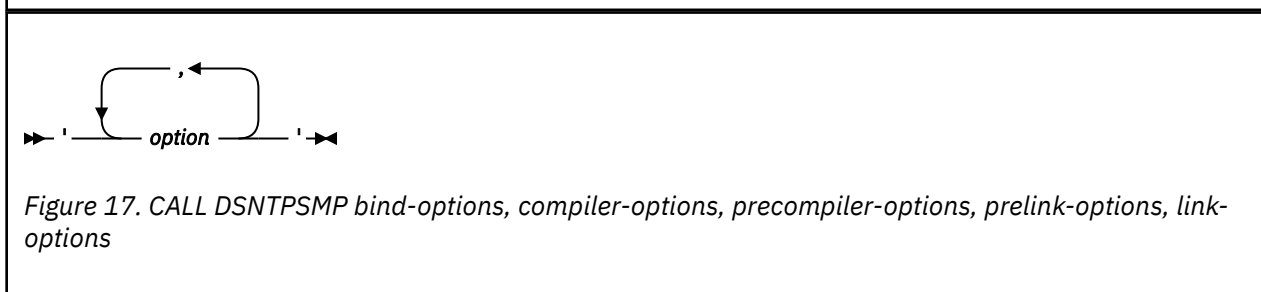 ,
' option '
Figure 17. CALL DSNTPSMP bind-options, compiler-options, precompiler-options, prelink-options, link-
options